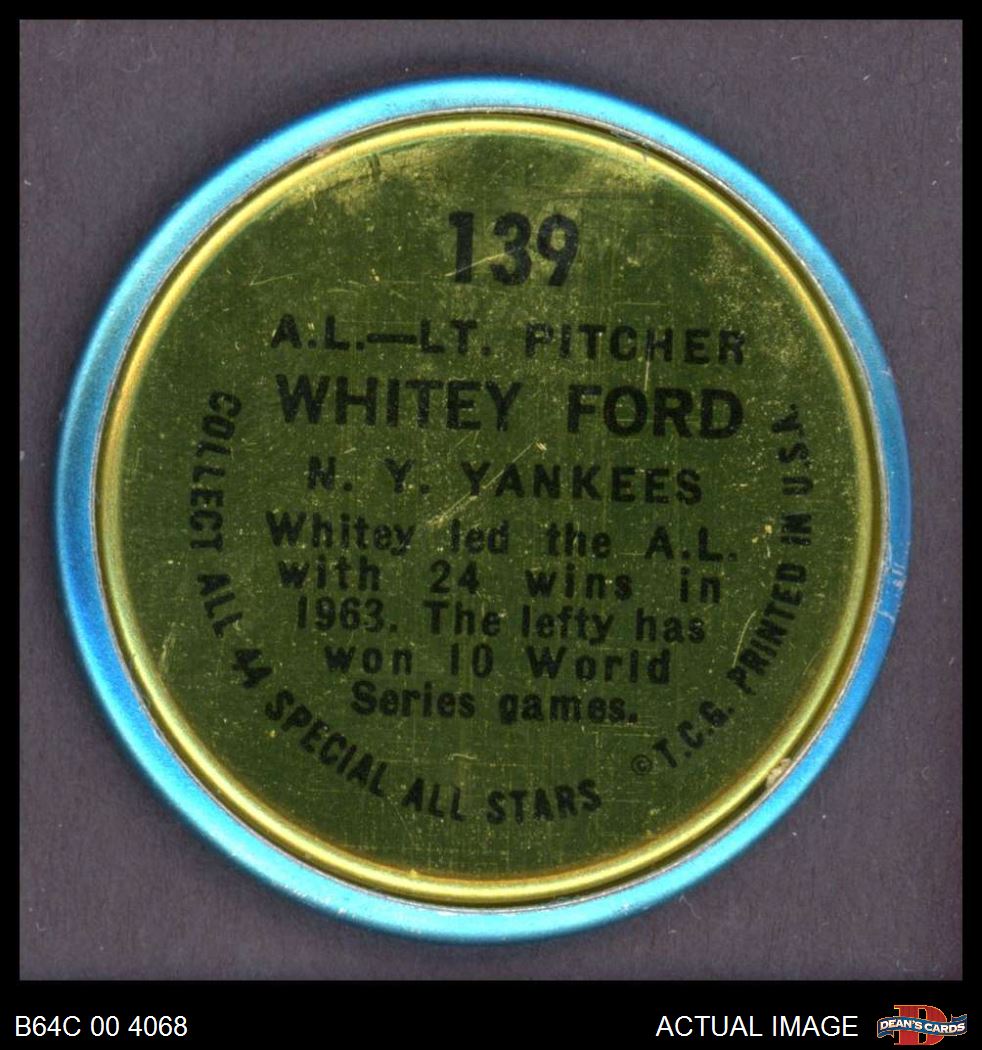 139
A.L.—LT. PITCHER
WHITEY FORD
N. Y. YANKEES
Whitey led the A.L.
with 24 wins in
1963. The lefty has
won 10 World
Series games.
COLLECT ALL 44 SPECIAL ALL STARS
© T.C.G. PRINTED IN U.S.A.
B64C 00 4068
ACTUAL IMAGE
DEAN'S CARDS